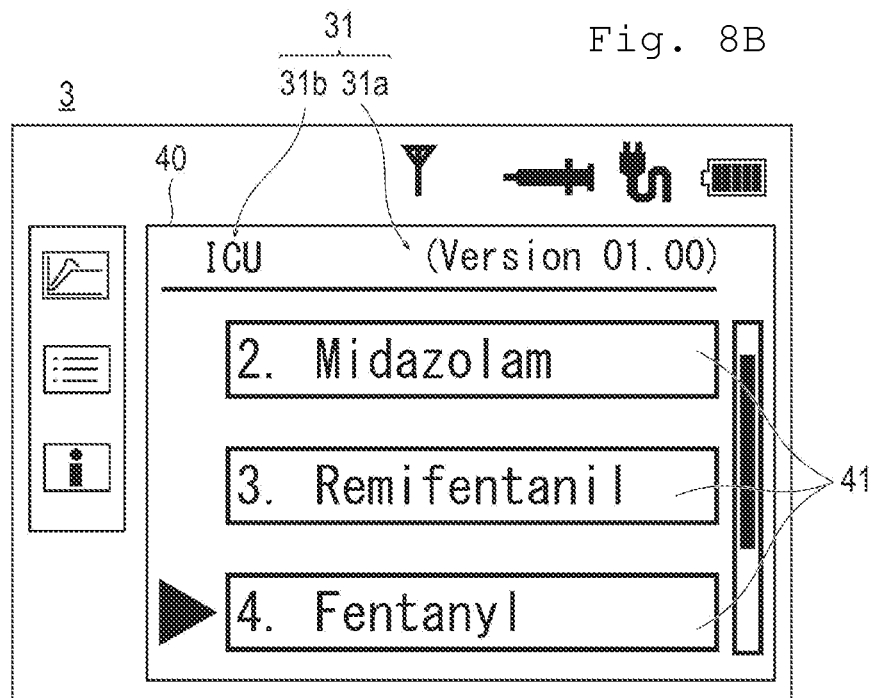 Fig. 8B
31
31b 31a
3
40
ICU (Version 01.00)
2. Midazolam
3. Remifentanil
41
4. Fentanyl